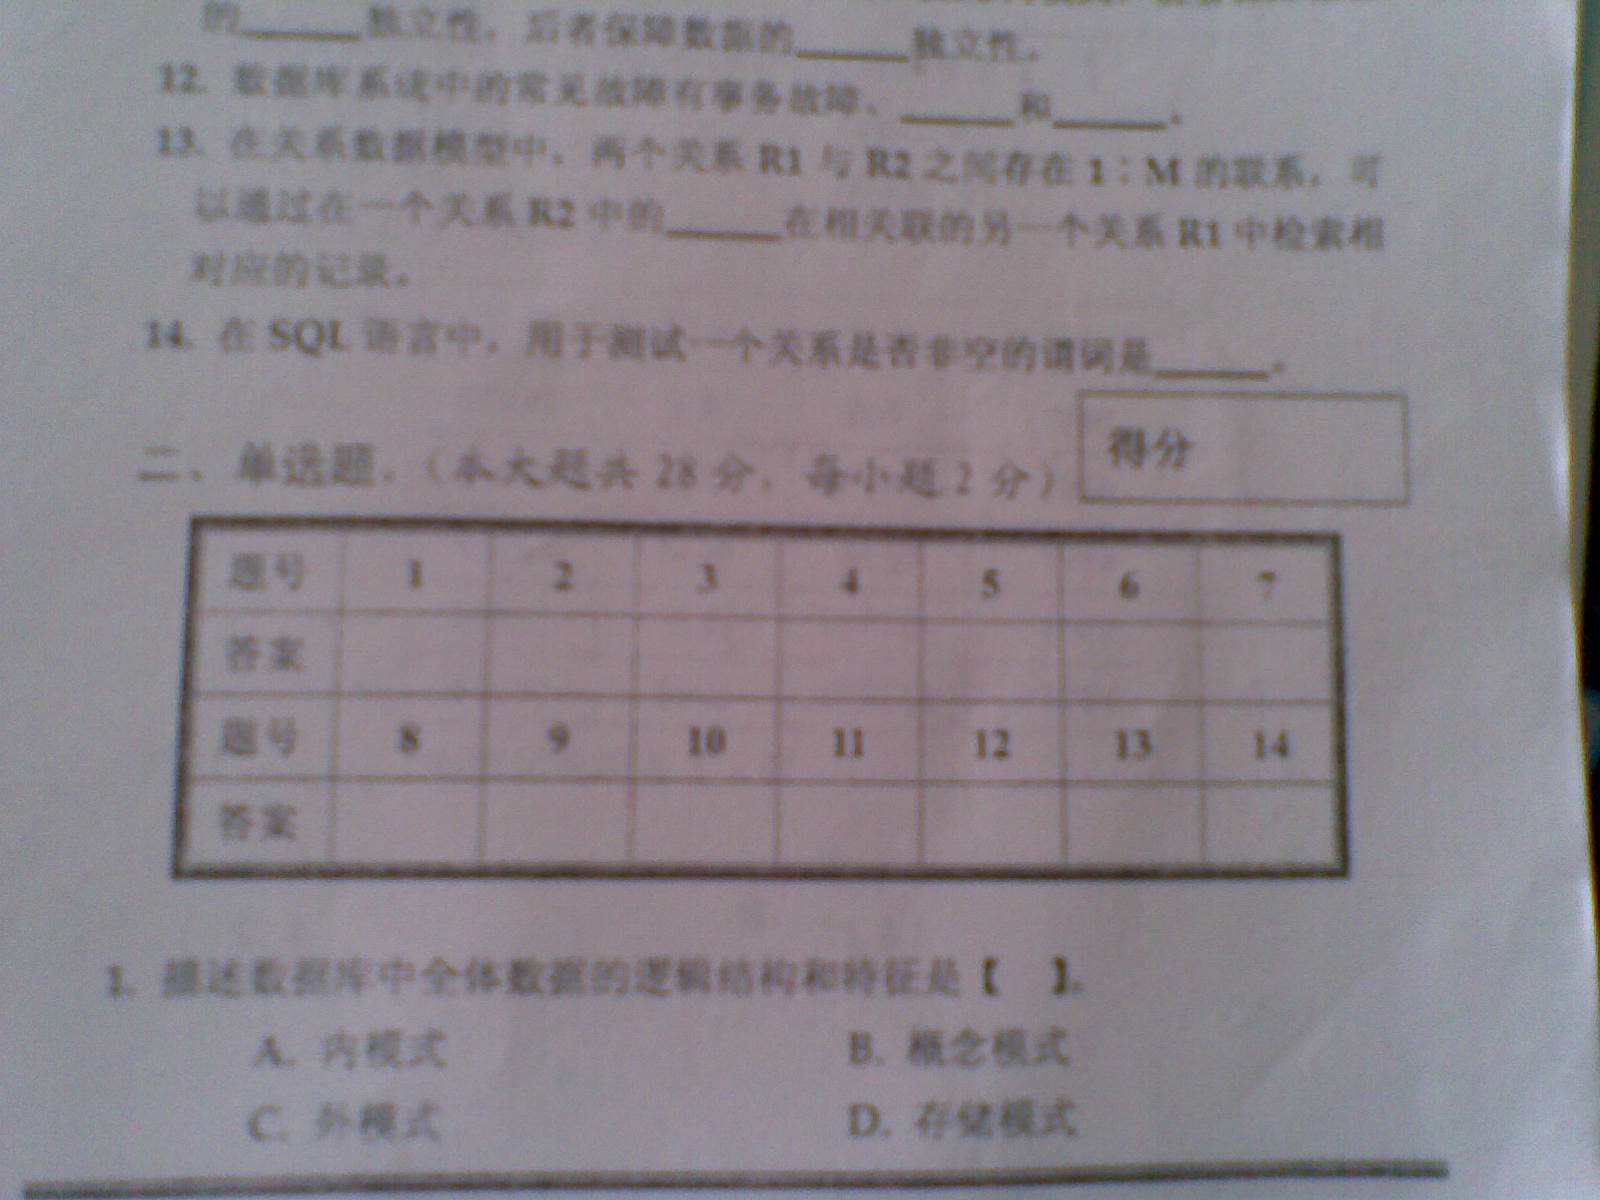 的______独立性，后者保障数据的______独立性。
12. 数据库系统中的常见故障有事务故障、______和______。
13. 在关系数据模型中，两个关系 R1 与 R2 之间存在 1∶M 的联系，可
以通过在一个关系 R2 中的______在相关联的另一个关系 R1 中检索相
对应的记录。
14. 在 SQL 语言中，用于测试一个关系是否非空的谓词是______。
得分
二、单选题.（本大题共 28 分，每小题 2 分）
题号 1 2 3 4 5 6 7
答案
题号 8 9 10 11 12 13 14
答案
1. 描述数据库中全体数据的逻辑结构和特征是【 】。
A. 内模式 B. 概念模式
C. 外模式 D. 存储模式